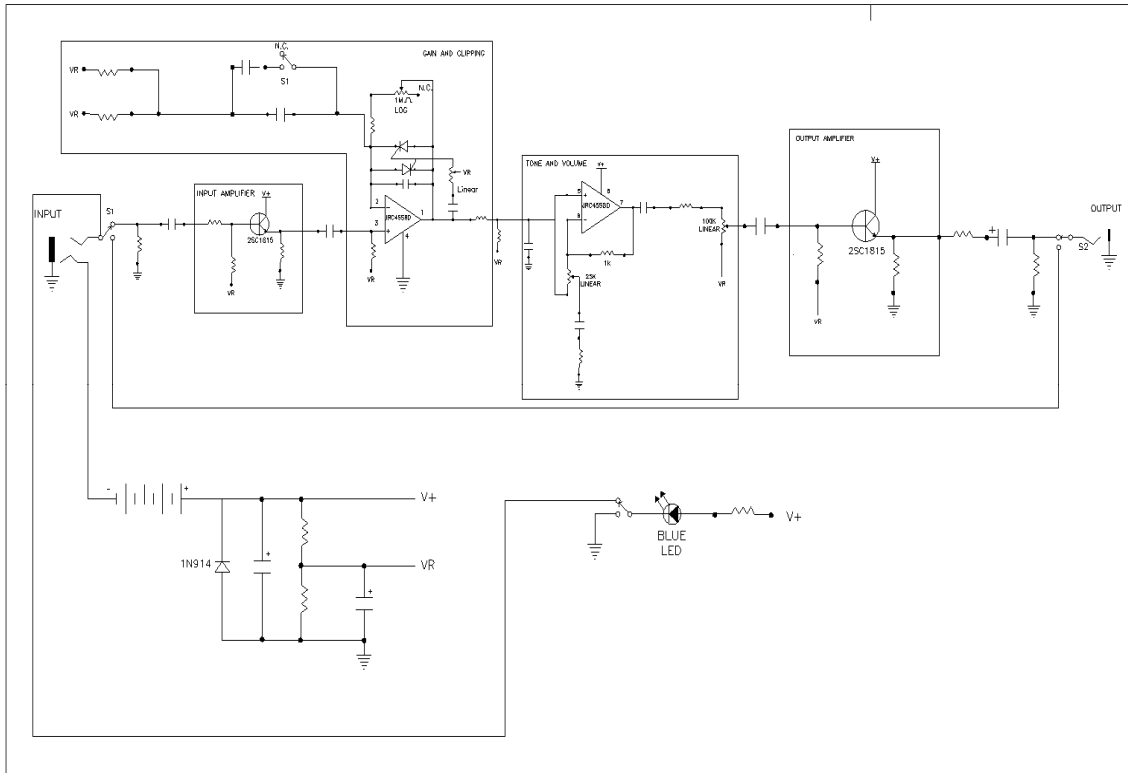 GAIN AND CLIPPING
N.C.
S1
VR
VR
N.C.
1M Ω
LOG
VR
Linear
2
3
1
4
JRC4558D
VR
VR
INPUT
S1
INPUT AMPLIFIER
V+
2SC1815
VR
TONE AND VOLUME
V+
5
8
7
JRC4558D
1k
25K
LINEAR
100K
LINEAR
VR
OUTPUT AMPLIFIER
V+
2SC1815
VR
+
OUTPUT
S2
-
+
V+
1N914
+
VR
+
BLUE
LED
V+